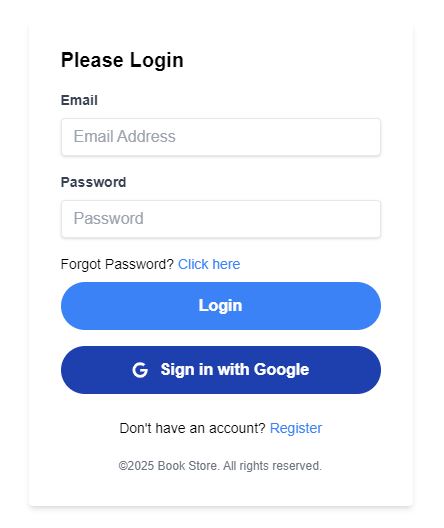 Please Login
Email
Email Address
Password
Password
Forgot Password? Click here
Login
Sign in with Google
Don't have an account? Register
©2025 Book Store. All rights reserved.